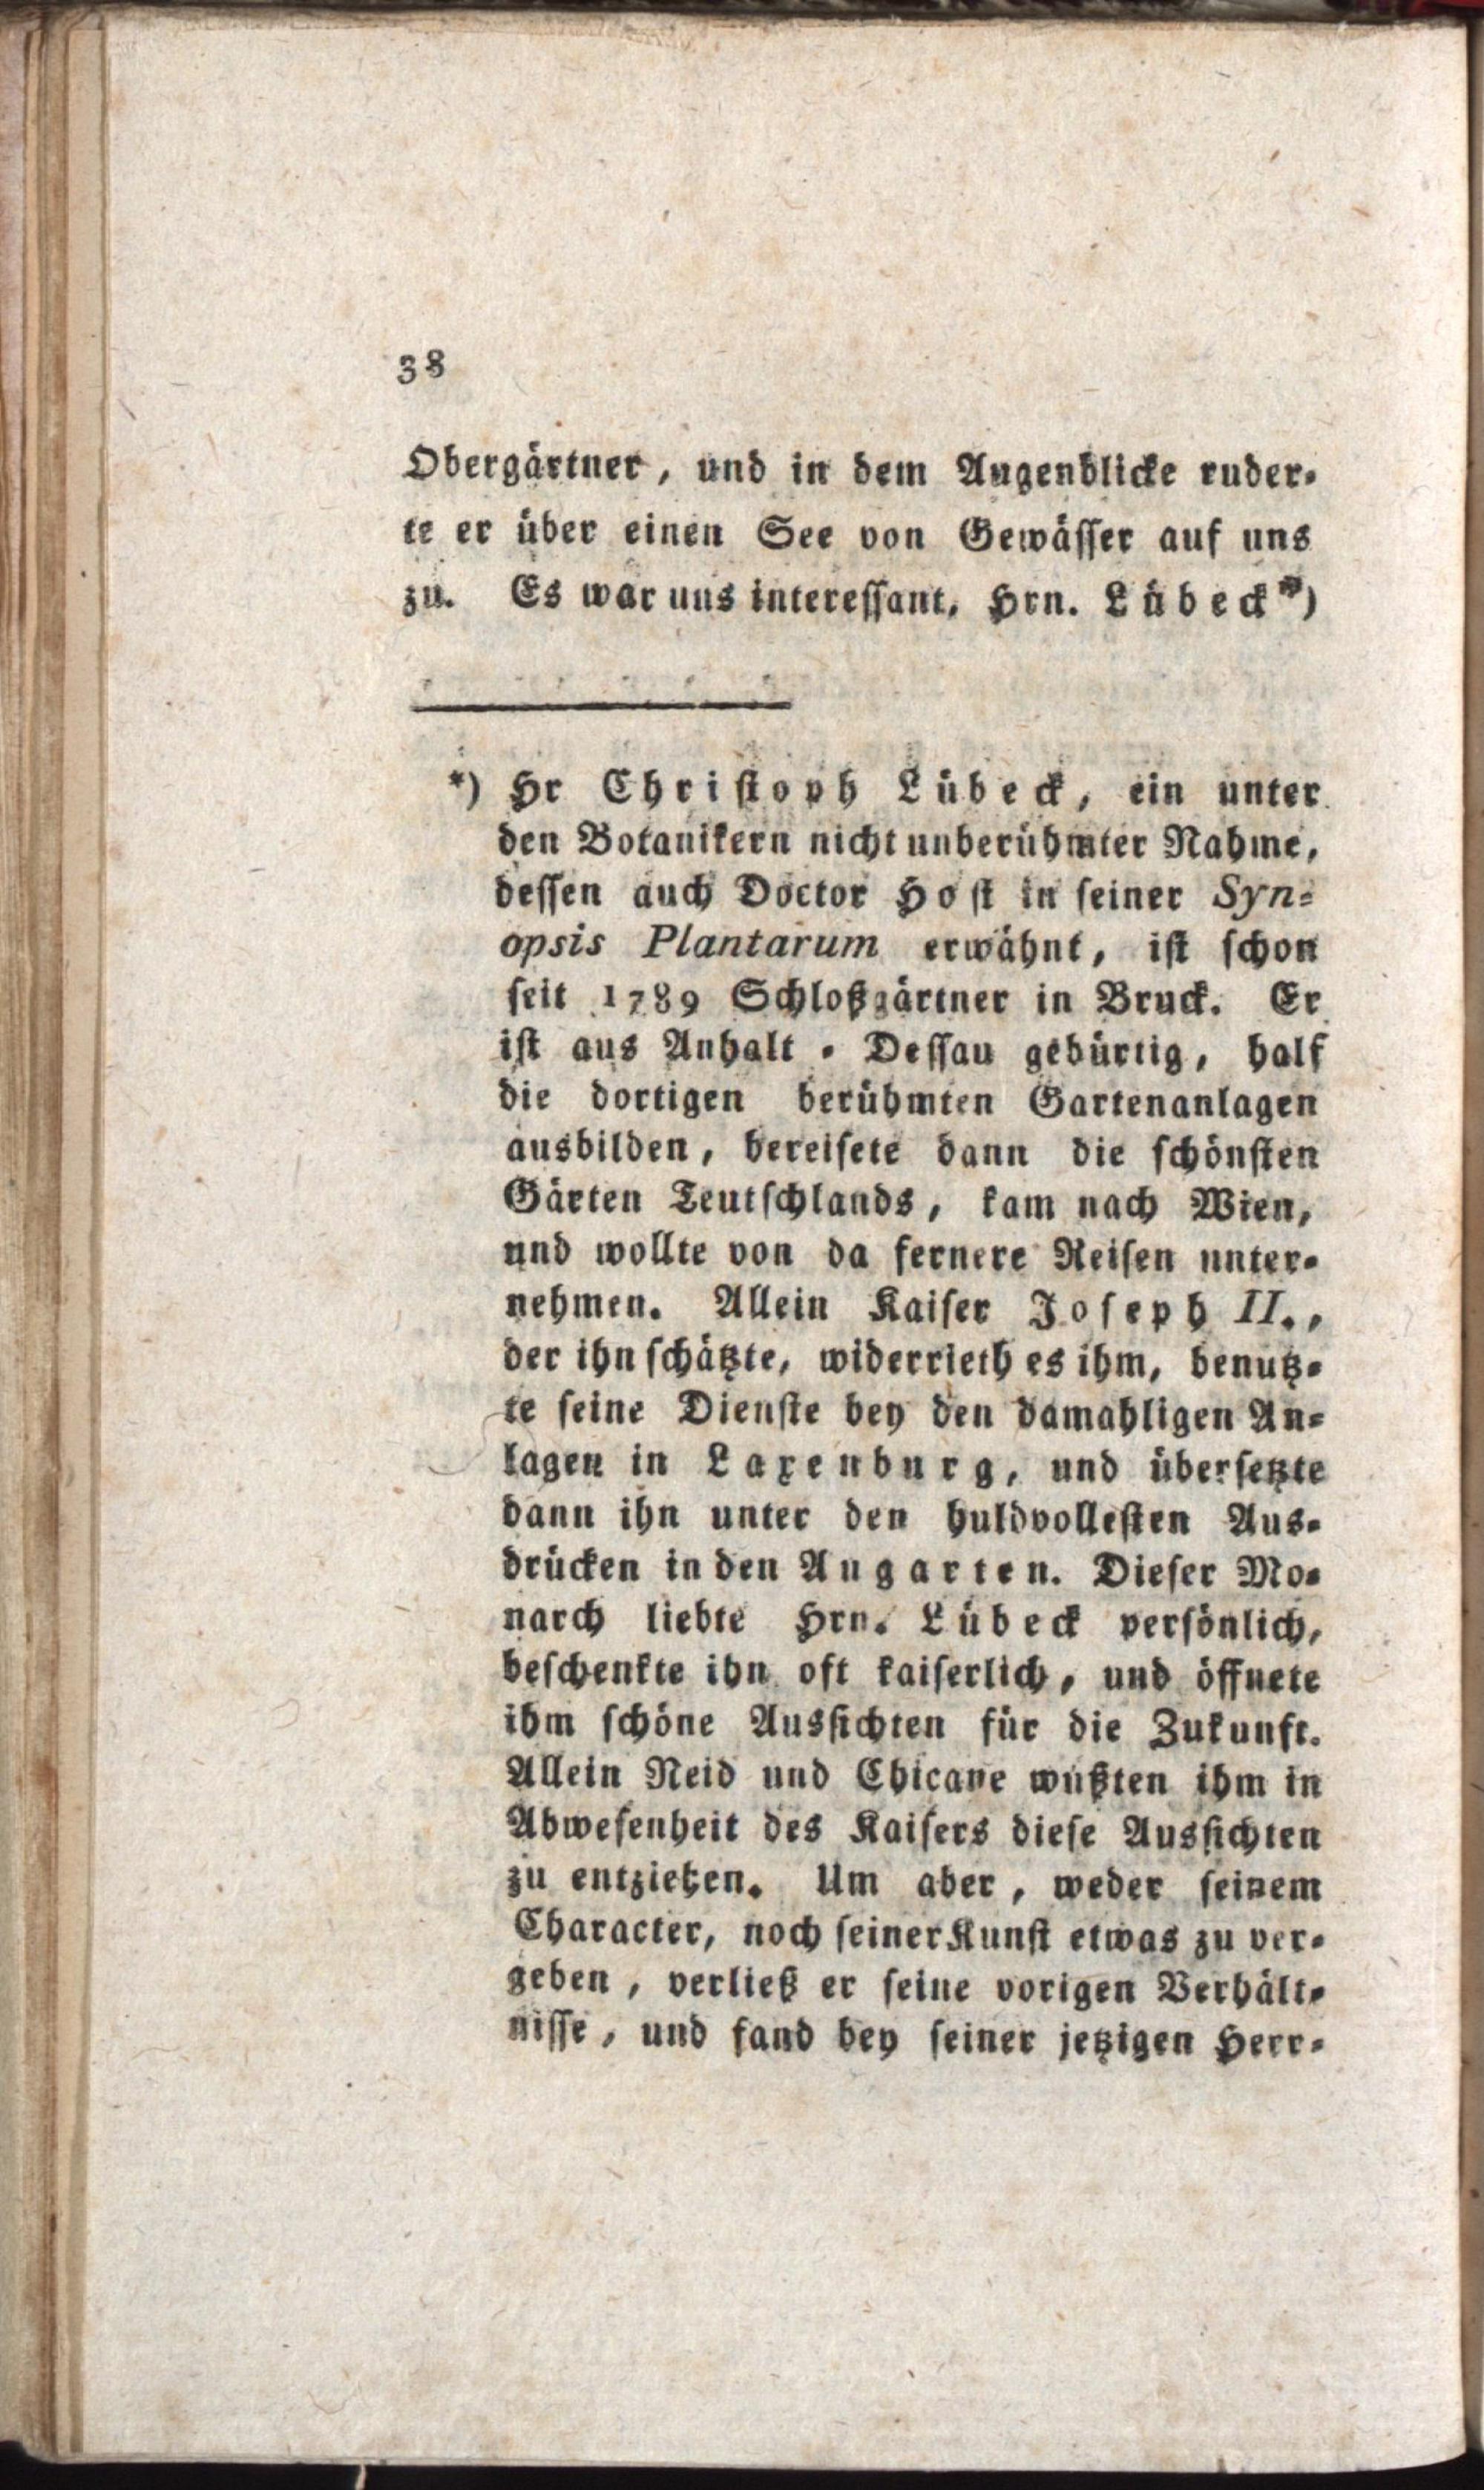 38
Obergärtner, und in dem Augenblicke ruder-
te er über einen See von Gewässer auf uns
zu. Es war uns interessant, Hrn. Lübeck*)
*) Hr Christoph Lübeck, ein unter
den Botanikern nicht unberühmter Nahme,
dessen auch Doctor Host in seiner Syn-
opsis Plantarum erwähnt, ist schon
seit 1789 Schloßgärtner in Bruck. Er
ist aus Anhalt-Dessau gebürtig, half
die dortigen berühmten Gartenanlagen
ausbilden, bereisete dann die schönsten
Gärten Teutschlands, kam nach Wien,
und wollte von da fernere Reisen unter-
nehmen. Allein Kaiser Joseph II.,
der ihn schätzte, widerrieth es ihm, benutz-
te seine Dienste bey den damahligen An-
lagen in Laxenburg, und übersetzte
dann ihn unter den huldvollesten Aus-
drücken in den Augarten. Dieser Mo-
narch liebte Hrn. Lübeck persönlich,
beschenkte ihn oft kaiserlich, und öffnete
ihm schöne Aussichten für die Zukunft.
Allein Neid und Chicane wußten ihm in
Abwesenheit des Kaisers diese Aussichten
zu entziehen. Um aber, weder seinem
Character, noch seiner Kunst etwas zu ver-
geben, verließ er seine vorigen Verhält-
nisse, und fand bey seiner jetzigen Herr-